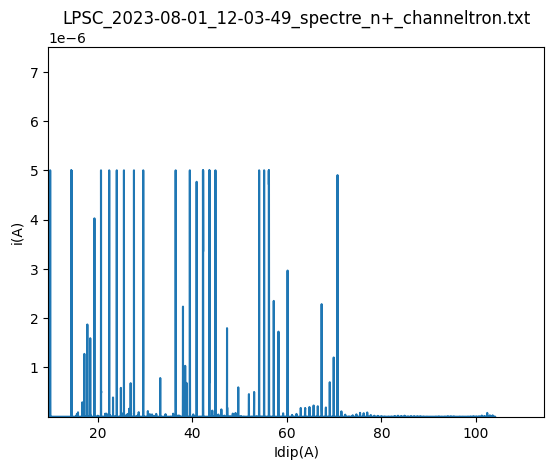 LPSC_2023-08-01_12-03-49_spectre_n+_channeltron.txt
1e−6
7
6
5
4
3
2
1
i(A)
20 40 60 80 100
Idip(A)